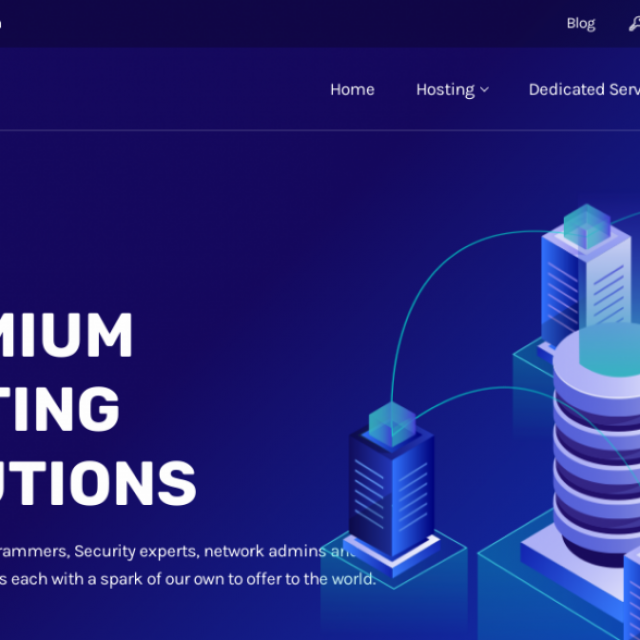 Blog
Home Hosting Dedicated Serv
MIUM
TING
UTIONS
rammers, Security experts, network admins an
s each with a spark of our own to offer to the world.